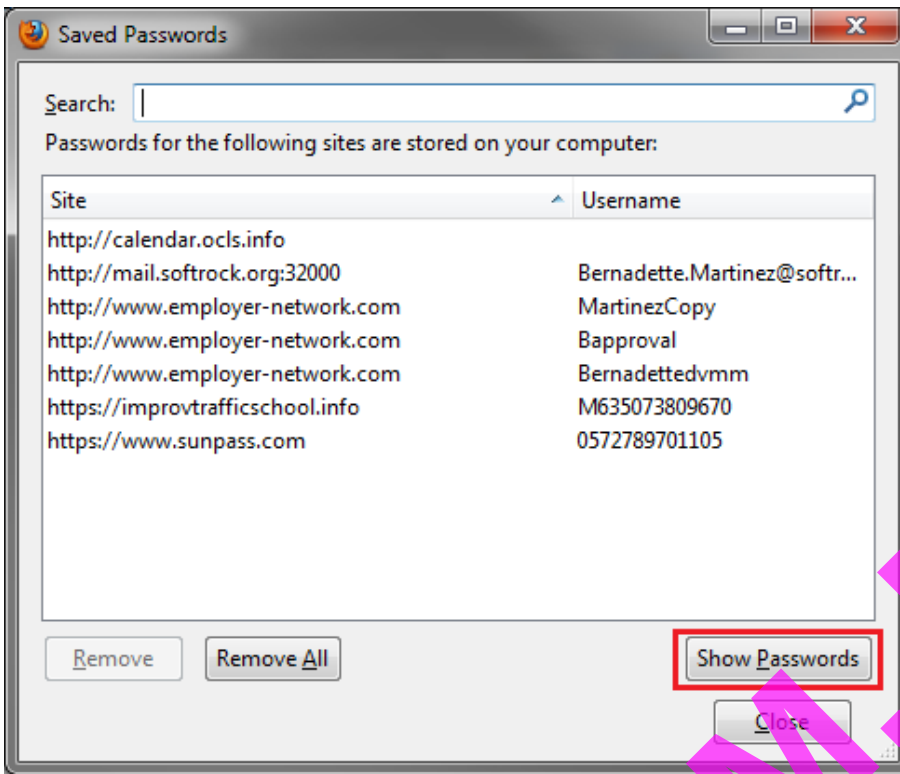 Saved Passwords
Search:
Passwords for the following sites are stored on your computer:
Site Username
http://calendar.ocls.info
http://mail.softrock.org:32000 Bernadette.Martinez@softr...
http://www.employer-network.com MartinezCopy
http://www.employer-network.com Bapproval
http://www.employer-network.com Bernadettedvmm
https://improvtrafficschool.info M635073809670
https://www.sunpass.com 0572789701105
Remove Remove All Show Passwords
Close